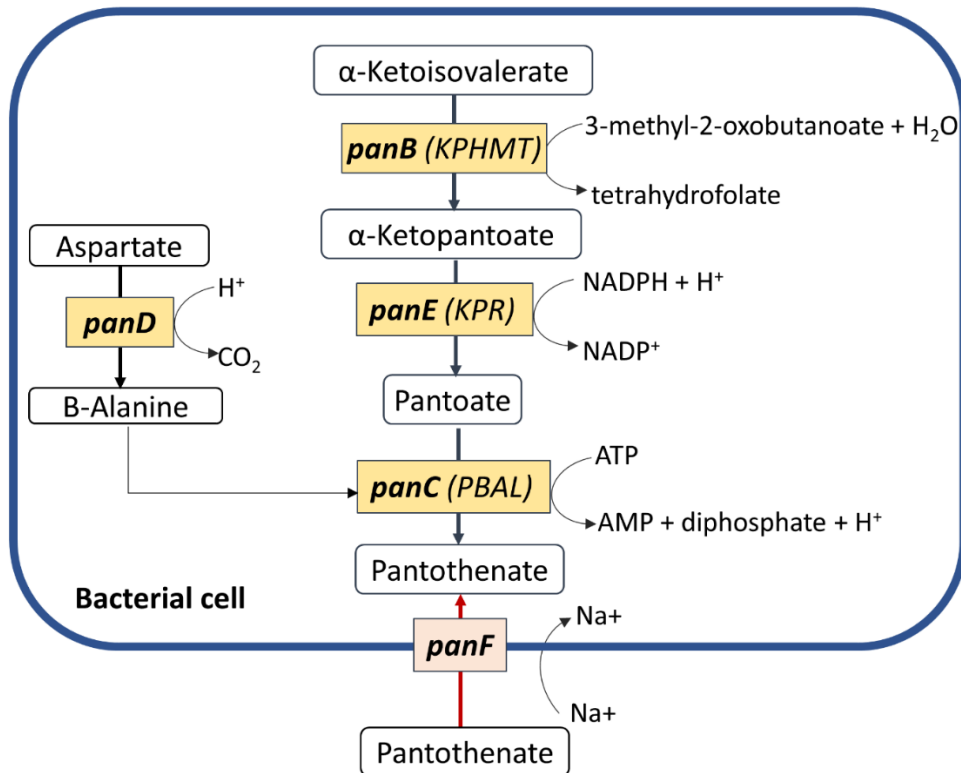 α-Ketoisovalerate
panB (KPHMT)
3-methyl-2-oxobutanoate + H₂O
tetrahydrofolate
α-Ketopantoate
Aspartate
H⁺
panD
CO₂
B-Alanine
panE (KPR)
NADPH + H⁺
NADP⁺
Pantoate
panC (PBAL)
ATP
AMP + diphosphate + H⁺
Pantothenate
Bacterial cell
panF
Na+
Na+
Pantothenate